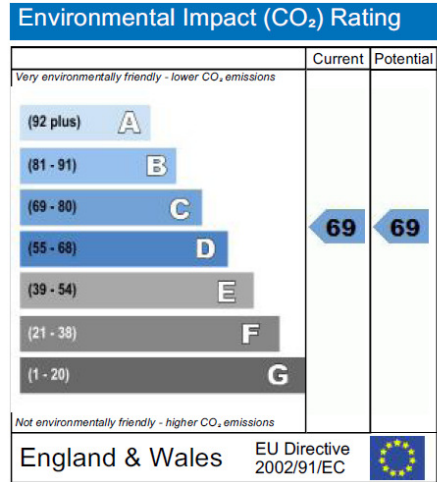 Environmental Impact (CO₂) Rating
Current Potential
Very environmentally friendly - lower CO₂ emissions
(92 plus) A
(81 - 91) B
(69 - 80) C
69 69
(55 - 68) D
(39 - 54) E
(21 - 38) F
(1 - 20) G
Not environmentally friendly - higher CO₂ emissions
England & Wales
EU Directive
2002/91/EC